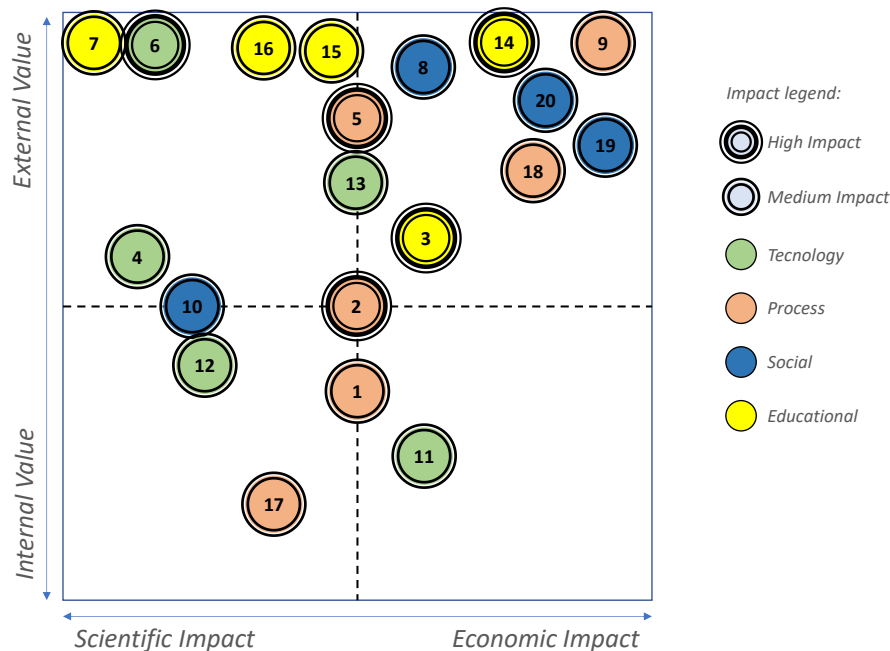 External Value
Internal Value
7
6
16
15
14
9
8
20
5
19
18
13
3
4
10
2
12
1
11
17
Scientific Impact
Economic Impact
Impact legend:
High Impact
Medium Impact
Tecnology
Process
Social
Educational